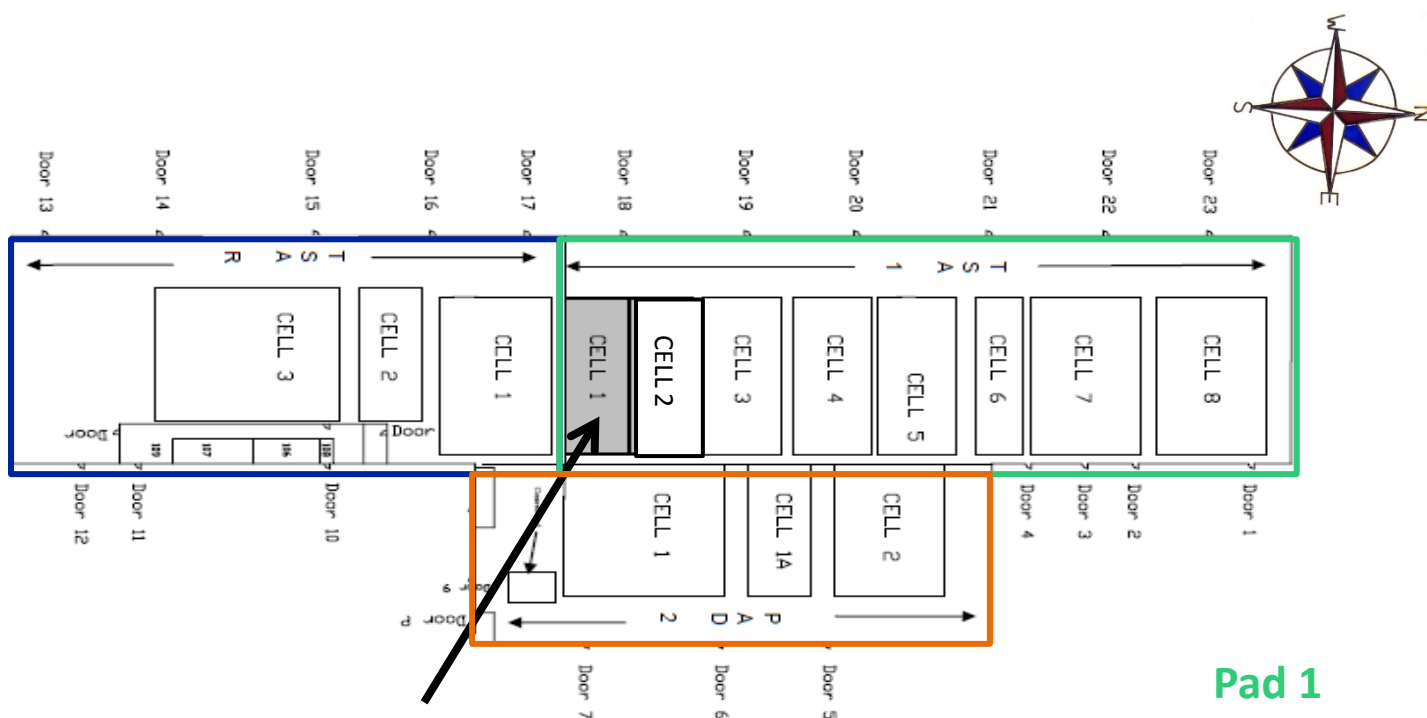 W
S
N
E
Door 13
Door 14
Door 15
Door 16
Door 17
Door 18
Door 19
Door 20
Door 21
Door 22
Door 23
T S A R
T S A 1
CELL 3
CELL 2
CELL 1
CELL 1
CELL 2
CELL 3
CELL 4
CELL 5
CELL 6
CELL 7
CELL 8
Door
Door
109
107
106
108
Door 12
Door 11
Door 10
CELL 1
CELL 1A
CELL 2
Door 4
Door 3
Door 2
Door 1
9
Door
P A D 2
Door 7
Door 6
Door 5
Pad 1